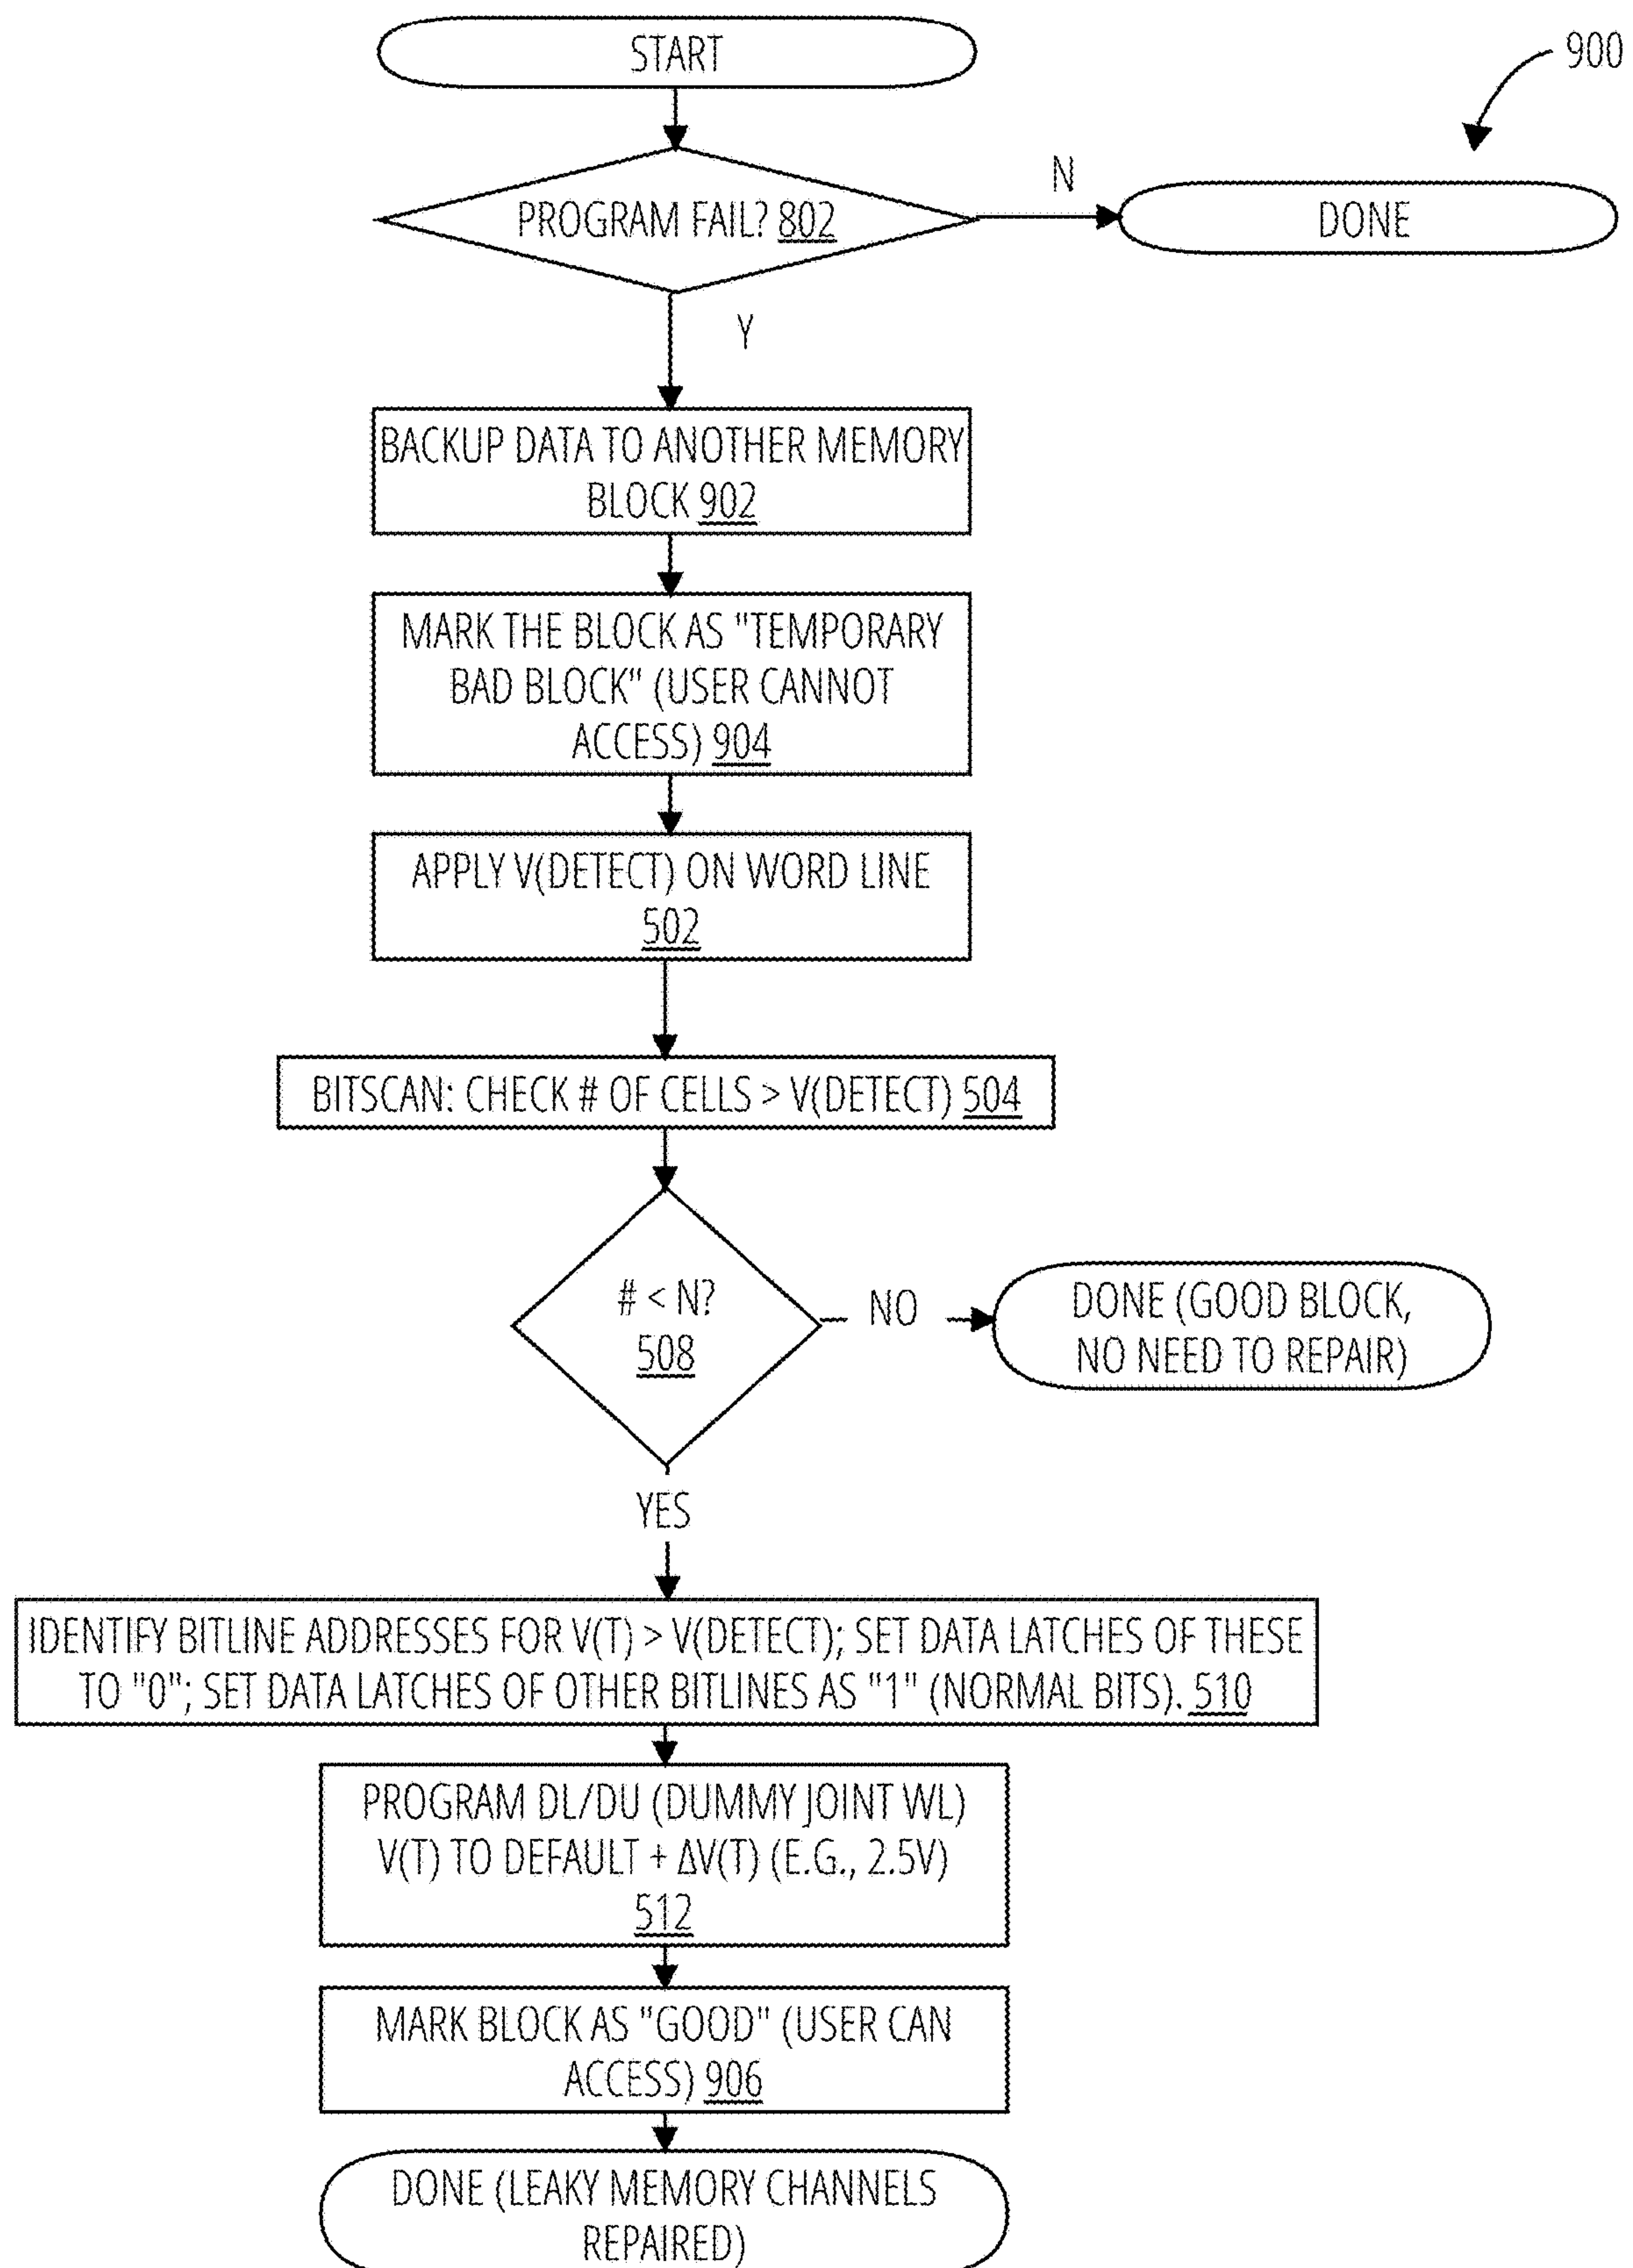 START
900
PROGRAM FAIL? 802
N
DONE
Y
BACKUP DATA TO ANOTHER MEMORY
BLOCK 902
MARK THE BLOCK AS "TEMPORARY
BAD BLOCK" (USER CANNOT
ACCESS) 904
APPLY V(DETECT) ON WORD LINE
502
BITSCAN: CHECK # OF CELLS > V(DETECT) 504
# < N?
508
NO
DONE (GOOD BLOCK,
NO NEED TO REPAIR)
YES
IDENTIFY BITLINE ADDRESSES FOR V(T) > V(DETECT); SET DATA LATCHES OF THESE
TO "0"; SET DATA LATCHES OF OTHER BITLINES AS "1" (NORMAL BITS). 510
PROGRAM DL/DU (DUMMY JOINT WL)
V(T) TO DEFAULT + ΔV(T) (E.G., 2.5V)
512
MARK BLOCK AS "GOOD" (USER CAN
ACCESS) 906
DONE (LEAKY MEMORY CHANNELS
REPAIRED)